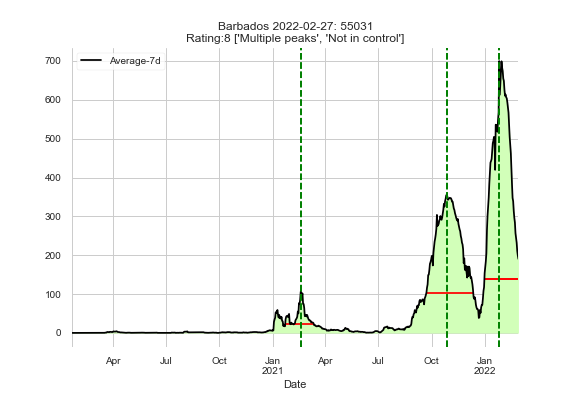 Barbados 2022-02-27: 55031
Rating:8 ['Multiple peaks', 'Not in control']
Average-7d
700
600
500
400
300
200
100
0
Apr Jul Oct Jan Apr Jul Oct Jan
2021 2022
Date